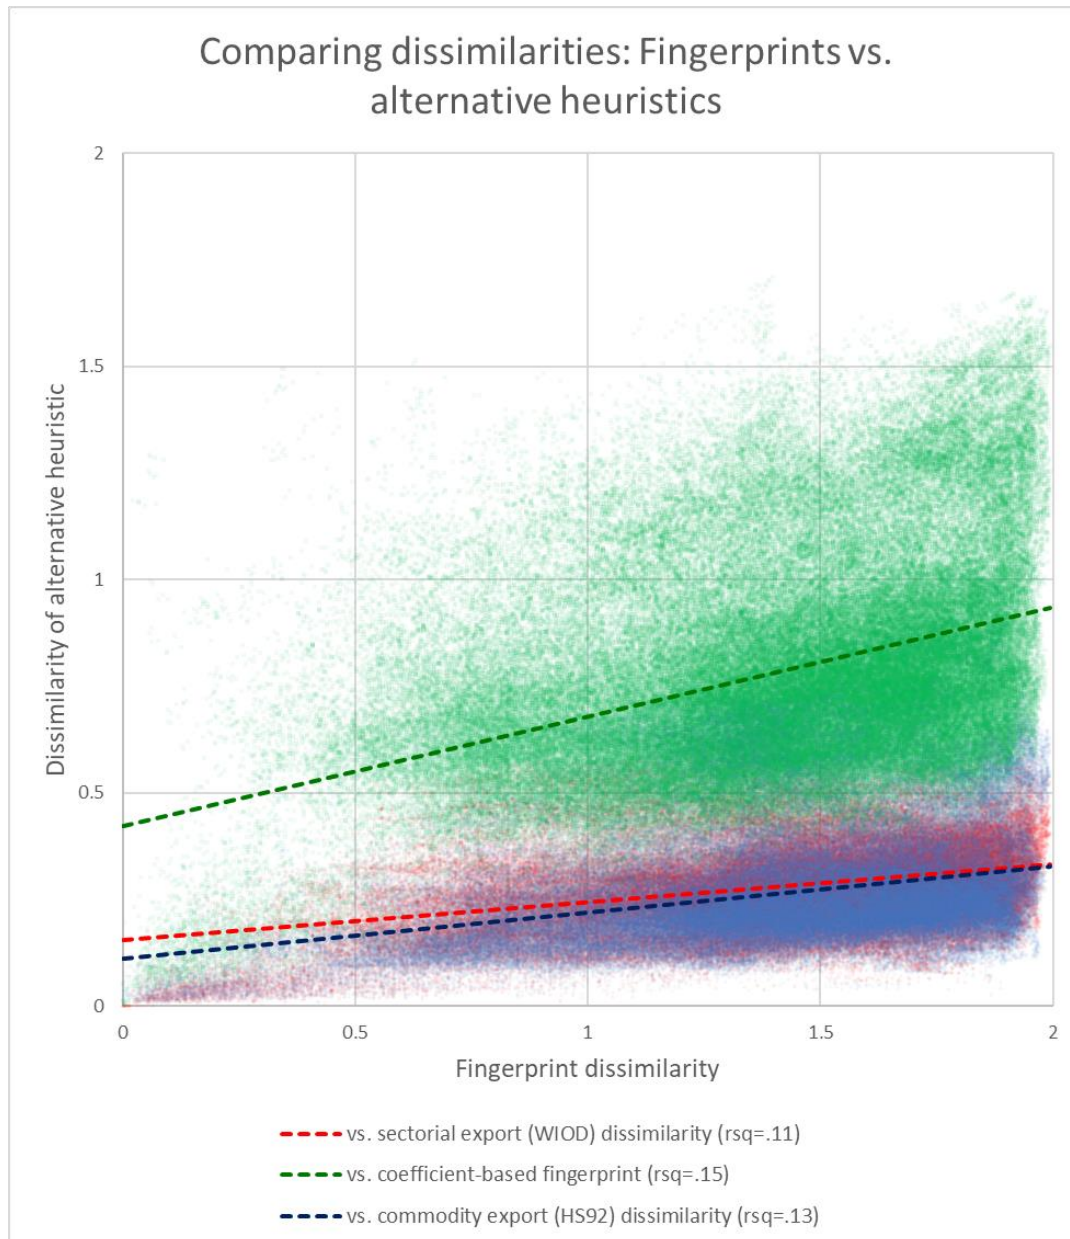 Comparing dissimilarities: Fingerprints vs.
alternative heuristics
2
1.5
1
0.5
0
Dissimilarity of alternative heuristic
0
0.5
1
1.5
2
Fingerprint dissimilarity
vs. sectorial export (WIOD) dissimilarity (rsq=.11)
vs. coefficient-based fingerprint (rsq=.15)
vs. commodity export (HS92) dissimilarity (rsq=.13)